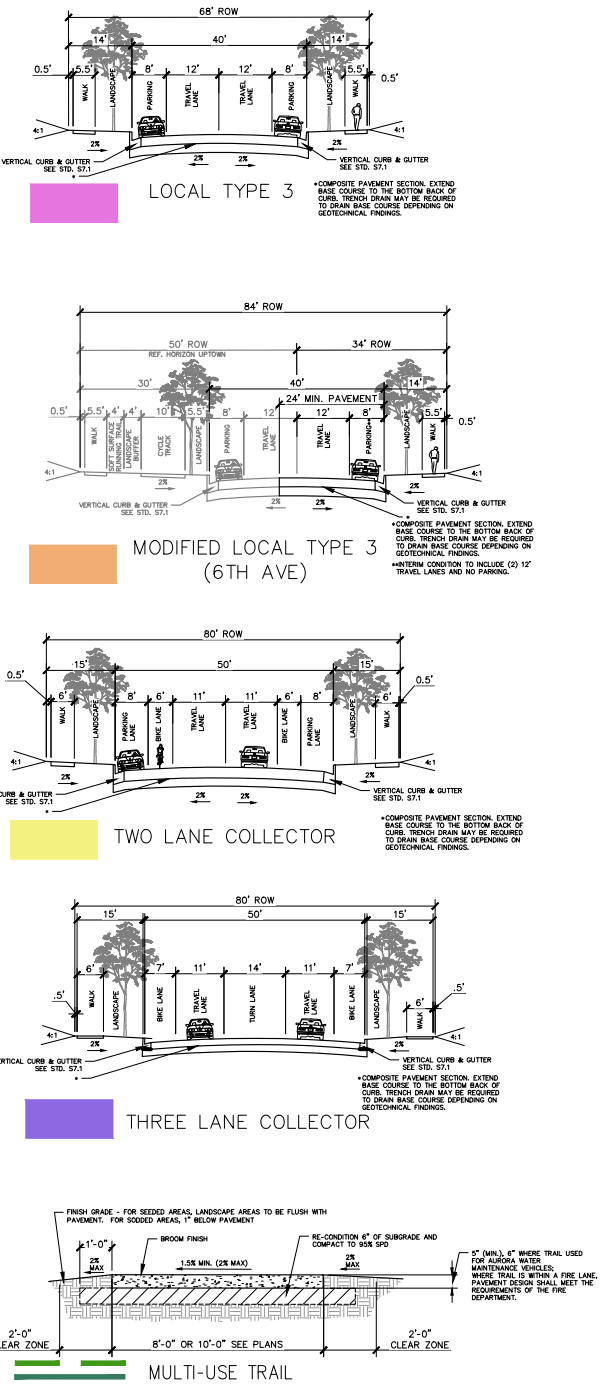 68' ROW
14'
40'
14'
0.5'
5.5'
8'
12'
12'
8'
5.5'
0.5'
WALK
LANDSCAPE
PARKING
TRAVEL LANE
TRAVEL LANE
PARKING
LANDSCAPE
WALK
4:1
4:1
2%
2%
VERTICAL CURB & GUTTER
SEE STD. S7.1
*
2%
2%
VERTICAL CURB & GUTTER
SEE STD. S7.1
LOCAL TYPE 3
*COMPOSITE PAVEMENT SECTION. EXTEND
BASE COURSE TO THE BOTTOM BACK OF
CURB. TRENCH DRAIN MAY BE REQUIRED
TO DRAIN BASE COURSE DEPENDING ON
GEOTECHNICAL FINDINGS.
84' ROW
50' ROW
REF. HORIZON UPTOWN
34' ROW
30'
40'
14'
24' MIN. PAVEMENT
0.5'
5.5'
4'
4'
10'
5.5'
8'
12'
12'
8'
5.5'
0.5'
WALK
SOFT SURFACE RUNNING TRAIL
LANDSCAPE BUFFER
CYCLE TRACK
LANDSCAPE
PARKING
TRAVEL LANE
TRAVEL LANE
PARKING**
LANDSCAPE
WALK
4:1
4:1
2%
2%
VERTICAL CURB & GUTTER
SEE STD. S7.1
2%
2%
VERTICAL CURB & GUTTER
SEE STD. S7.1
*
*COMPOSITE PAVEMENT SECTION. EXTEND
BASE COURSE TO THE BOTTOM BACK OF
CURB. TRENCH DRAIN MAY BE REQUIRED
TO DRAIN BASE COURSE DEPENDING ON
GEOTECHNICAL FINDINGS.
**INTERIM CONDITION TO INCLUDE (2) 12'
TRAVEL LANES AND NO PARKING.
MODIFIED LOCAL TYPE 3
(6TH AVE)
80' ROW
15'
50'
15'
0.5'
6'
8'
6'
11'
11'
6'
8'
6'
0.5'
WALK
LANDSCAPE
PARKING LANE
BIKE LANE
TRAVEL LANE
TRAVEL LANE
BIKE LANE
PARKING LANE
LANDSCAPE
WALK
4:1
4:1
2%
2%
CURB & GUTTER
SEE STD. S7.1
*
2%
2%
VERTICAL CURB & GUTTER
SEE STD. S7.1
TWO LANE COLLECTOR
*COMPOSITE PAVEMENT SECTION. EXTEND
BASE COURSE TO THE BOTTOM BACK OF
CURB. TRENCH DRAIN MAY BE REQUIRED
TO DRAIN BASE COURSE DEPENDING ON
GEOTECHNICAL FINDINGS.
80' ROW
15'
50'
15'
6'
7'
11'
14'
11'
7'
6'
.5'
.5'
WALK
LANDSCAPE
BIKE LANE
TRAVEL LANE
TURN LANE
TRAVEL LANE
BIKE LANE
LANDSCAPE
WALK
4:1
4:1
2%
2%
ERTICAL CURB & GUTTER
SEE STD. S7.1
*
VERTICAL CURB & GUTTER
SEE STD. S7.1
*COMPOSITE PAVEMENT SECTION. EXTEND
BASE COURSE TO THE BOTTOM BACK OF
CURB. TRENCH DRAIN MAY BE REQUIRED
TO DRAIN BASE COURSE DEPENDING ON
GEOTECHNICAL FINDINGS.
THREE LANE COLLECTOR
FINISH GRADE - FOR SEEDED AREAS, LANDSCAPE AREAS TO BE FLUSH WITH
PAVEMENT. FOR SODDED AREAS, 1" BELOW PAVEMENT
BROOM FINISH
RE-CONDITION 6" OF SUBGRADE AND
COMPACT TO 95% SPD
1'-0"
2%
MAX
1.5% MIN. (2% MAX)
2%
MAX
5" (MIN.), 6" WHERE TRAIL USED
FOR AURORA WATER
MAINTENANCE VEHICLES;
WHERE TRAIL IS WITHIN A FIRE LANE,
PAVEMENT DESIGN SHALL MEET THE
REQUIREMENTS OF THE FIRE
DEPARTMENT.
2'-0"
LEAR ZONE
8'-0" OR 10'-0" SEE PLANS
2'-0"
CLEAR ZONE
MULTI-USE TRAIL